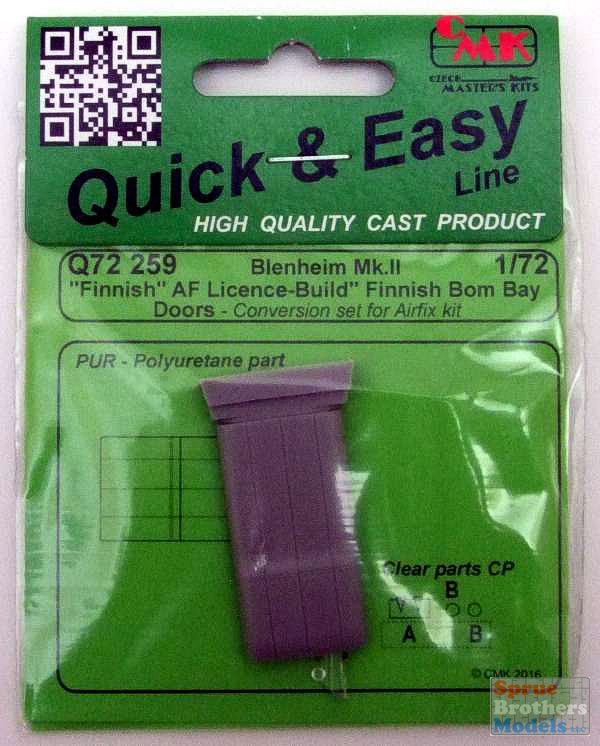 CMK
CZECH
MASTER'S KITS
Quick & Easy
Line
HIGH QUALITY CAST PRODUCT
Q72 259 Blenheim Mk.II 1/72
"Finnish" AF Licence-Build" Finnish Bom Bay
Doors - Conversion set for Airfix kit
PUR - Polyuretane part
Clear parts CP
B
V
A B
© CMK 2016
Sprue
Brothers
Models LLC